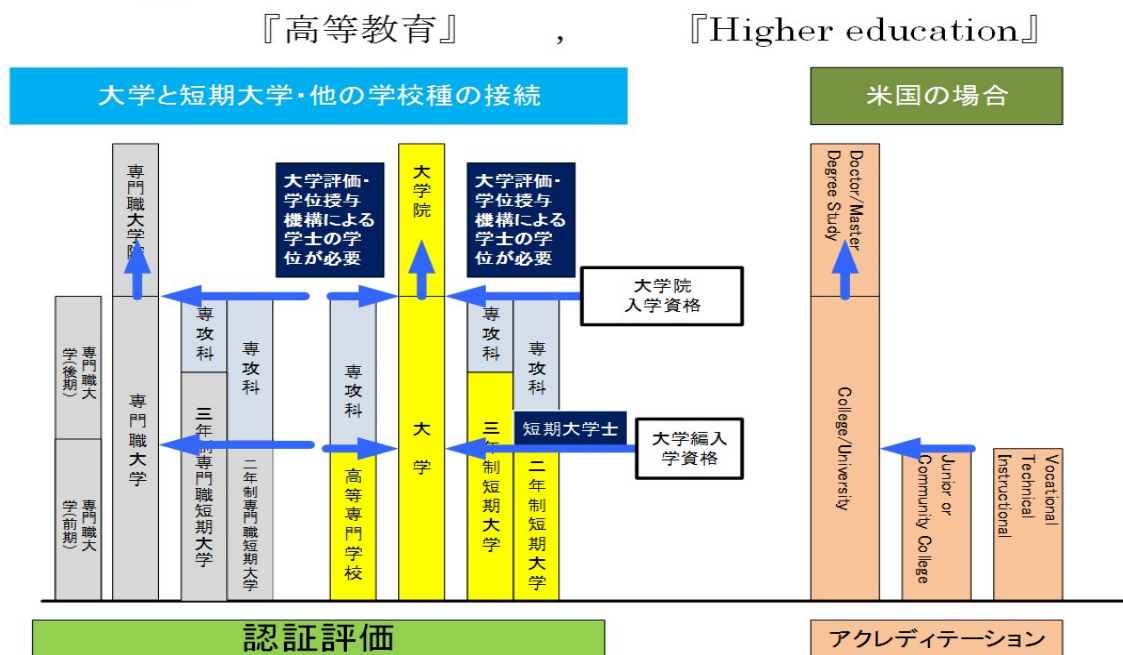 『高等教育』 , 『Higher education』
大学と短期大学・他の学校種の接続
米国の場合
専門職大学院
大学評価・
学位授与
機構による
学士の学
位が必要
大学院
大学評価・
学位授与
機構による
学士の学
位が必要
大学院
入学資格
Doctor/Master
Degree Study
専門職大
学(後期)
専門職大
学(前期)
専門職大学
専攻科
三年制専門職短期大学
専攻科
二年制専門職短期大学
専攻科
高等専門学校
大学
専攻科
三年制短期大学
専攻科
二年制短期大学
短期大学士
大学編入
学資格
College/University
Junior or
Community College
Vocational
Technical
Instructional
認証評価
アクレディテーション